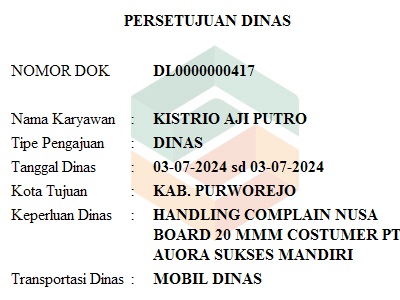 PERSETUJUAN DINAS
NOMOR DOK DL0000000417
Nama Karyawan : KISTRIO AJI PUTRO
Tipe Pengajuan : DINAS
Tanggal Dinas : 03-07-2024 sd 03-07-2024
Kota Tujuan : KAB. PURWOREJO
Keperluan Dinas : HANDLING COMPLAIN NUSA
BOARD 20 MMM COSTUMER PT
AUORA SUKSES MANDIRI
Transportasi Dinas : MOBIL DINAS